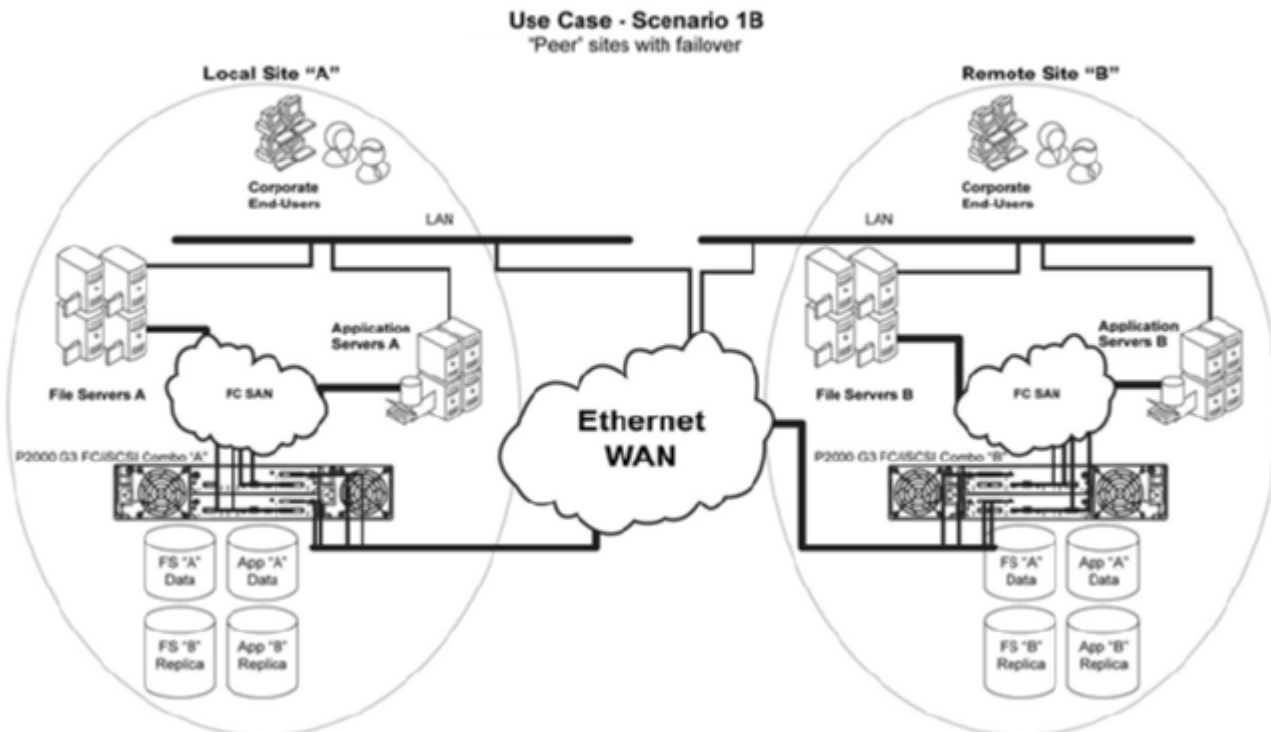 Use Case - Scenario 1B
"Peer" sites with failover
Local Site "A"
Remote Site "B"
Corporate
End-Users
Corporate
End-Users
LAN
LAN
Application
Servers A
Application
Servers B
File Servers A
FC SAN
Ethernet
WAN
File Servers B
FC SAN
P2000 G3 FC/iSCSI Combo "A"
P2000 G3 FC/iSCSI Combo "B"
FS "A"
Data
App "A"
Data
FS "A"
Data
App "A"
Data
FS "8"
Replica
App "8"
Replica
FS "B"
Replica
App "B"
Replica